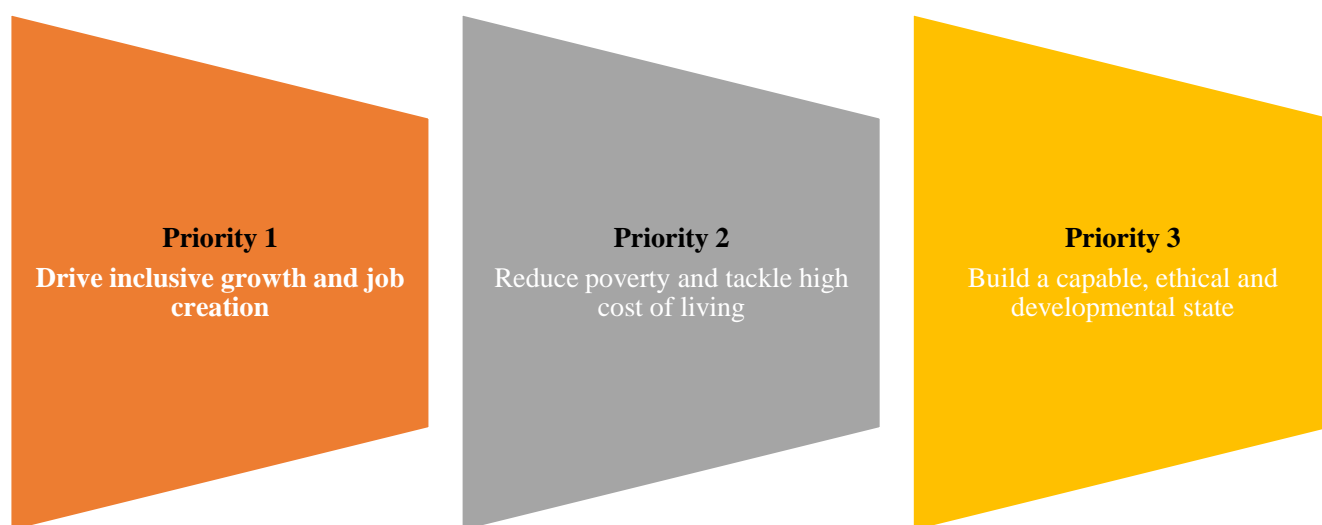 Priority 1
Drive inclusive growth and job
creation
Priority 2
Reduce poverty and tackle high
cost of living
Priority 3
Build a capable, ethical and
developmental state